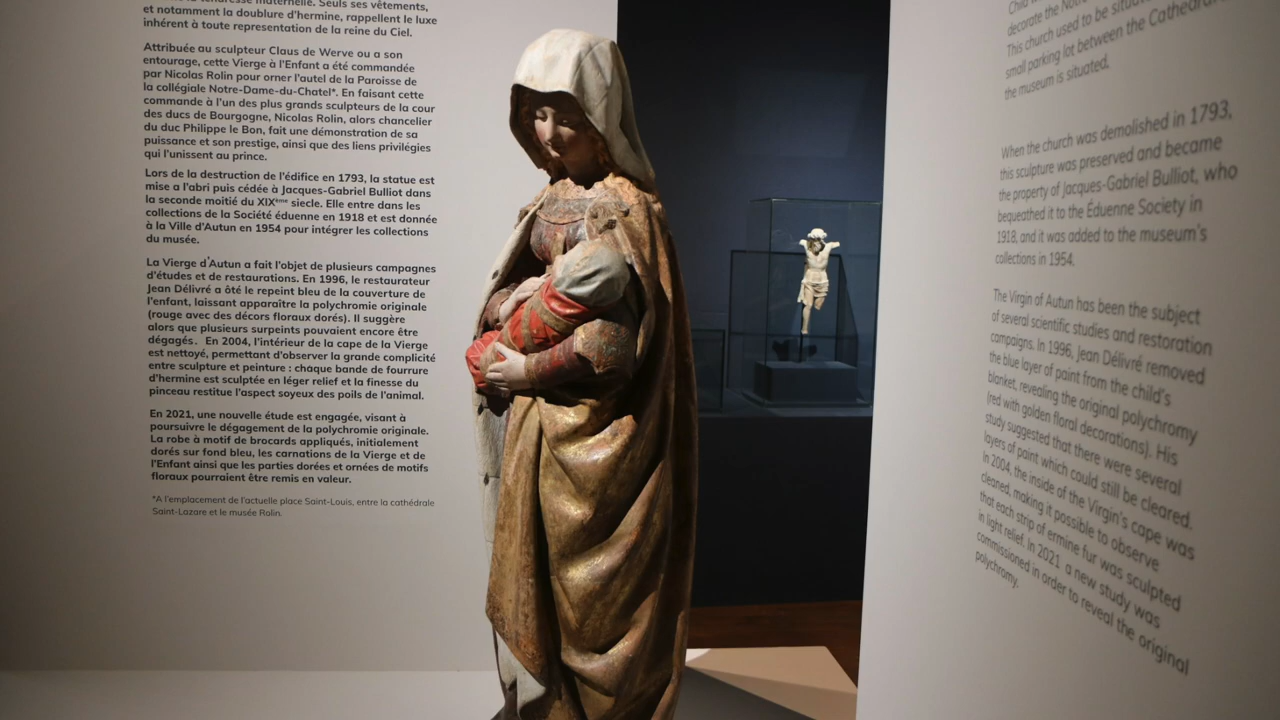 et la tendresse maternelle. Seuls ses vêtements,
et notamment la doublure d'hermine, rappellent le luxe
inhérent à toute representation de la reine du Ciel.
Attribuée au sculpteur Claus de Werve ou a son
entourage, cette Vierge à l'Enfant a été commandée
par Nicolas Rolin pour orner l'autel de la Paroisse de
la collégiale Notre-Dame-du-Chatel*. En faisant cette
commande à l'un des plus grands sculpteurs de la cour
des ducs de Bourgogne, Nicolas Rolin, alors chancelier
du duc Philippe le Bon, fait une démonstration de sa
puissance et son prestige, ainsi que des liens privilégies
qui l'unissent au prince.
Lors de la destruction de l'édifice en 1793, la statue est
mise a l'abri puis cédée à Jacques-Gabriel Bulliot dans
la seconde moitié du XIXème siecle. Elle entre dans les
collections de la Société éduenne en 1918 et est donnée
à la Ville d'Autun en 1954 pour intégrer les collections
du musée.
La Vierge d'Autun a fait l'objet de plusieurs campagnes
d'études et de restaurations. En 1996, le restaurateur
Jean Délivré a ôté le repeint bleu de la couverture de
l'enfant, laissant apparaître la polychromie originale
(rouge avec des décors floraux dorés). Il suggère
alors que plusieurs surpeints pouvaient encore être
dégagés. En 2004, l'intérieur de la cape de la Vierge
est nettoyé, permettant d'observer la grande complicité
entre sculpture et peinture : chaque bande de fourrure
d'hermine est sculptée en léger relief et la finesse du
pinceau restitue l'aspect soyeux des poils de l'animal.
En 2021, une nouvelle étude est engagée, visant à
poursuivre le dégagement de la polychromie originale.
La robe à motif de brocards appliqués, initialement
dorés sur fond bleu, les carnations de la Vierge et de
l'Enfant ainsi que les parties dorées et ornées de motifs
floraux pourraient être remis en valeur.
*A l'emplacement de l'actuelle place Saint-Louis, entre la cathédrale
Saint-Lazare et le musée Rolin.
Child
decorate the Notre
This church used to be situa
small parking lot between the Cathedra
the museum is situated.
When the church was demolished in 1793,
this sculpture was preserved and became
the property of Jacques-Gabriel Bulliot, who
bequeathed it to the Éduenne Society in
1918, and it was added to the museum's
collections in 1954.
The Virgin of Autun has been the subject
of several scientific studies and restoration
campaigns. In 1996, Jean Délivré removed
the blue layer of paint from the child's
blanket, revealing the original polychromy
(red with golden floral decorations). His
study suggested that there were several
layers of paint which could still be cleared.
In 2004, the inside of the Virgin's cape was
cleaned, making it possible to observe
that each strip of ermine fur was sculpted
in light relief. In 2021 a new study was
commissioned in order to reveal the original
polychromy.